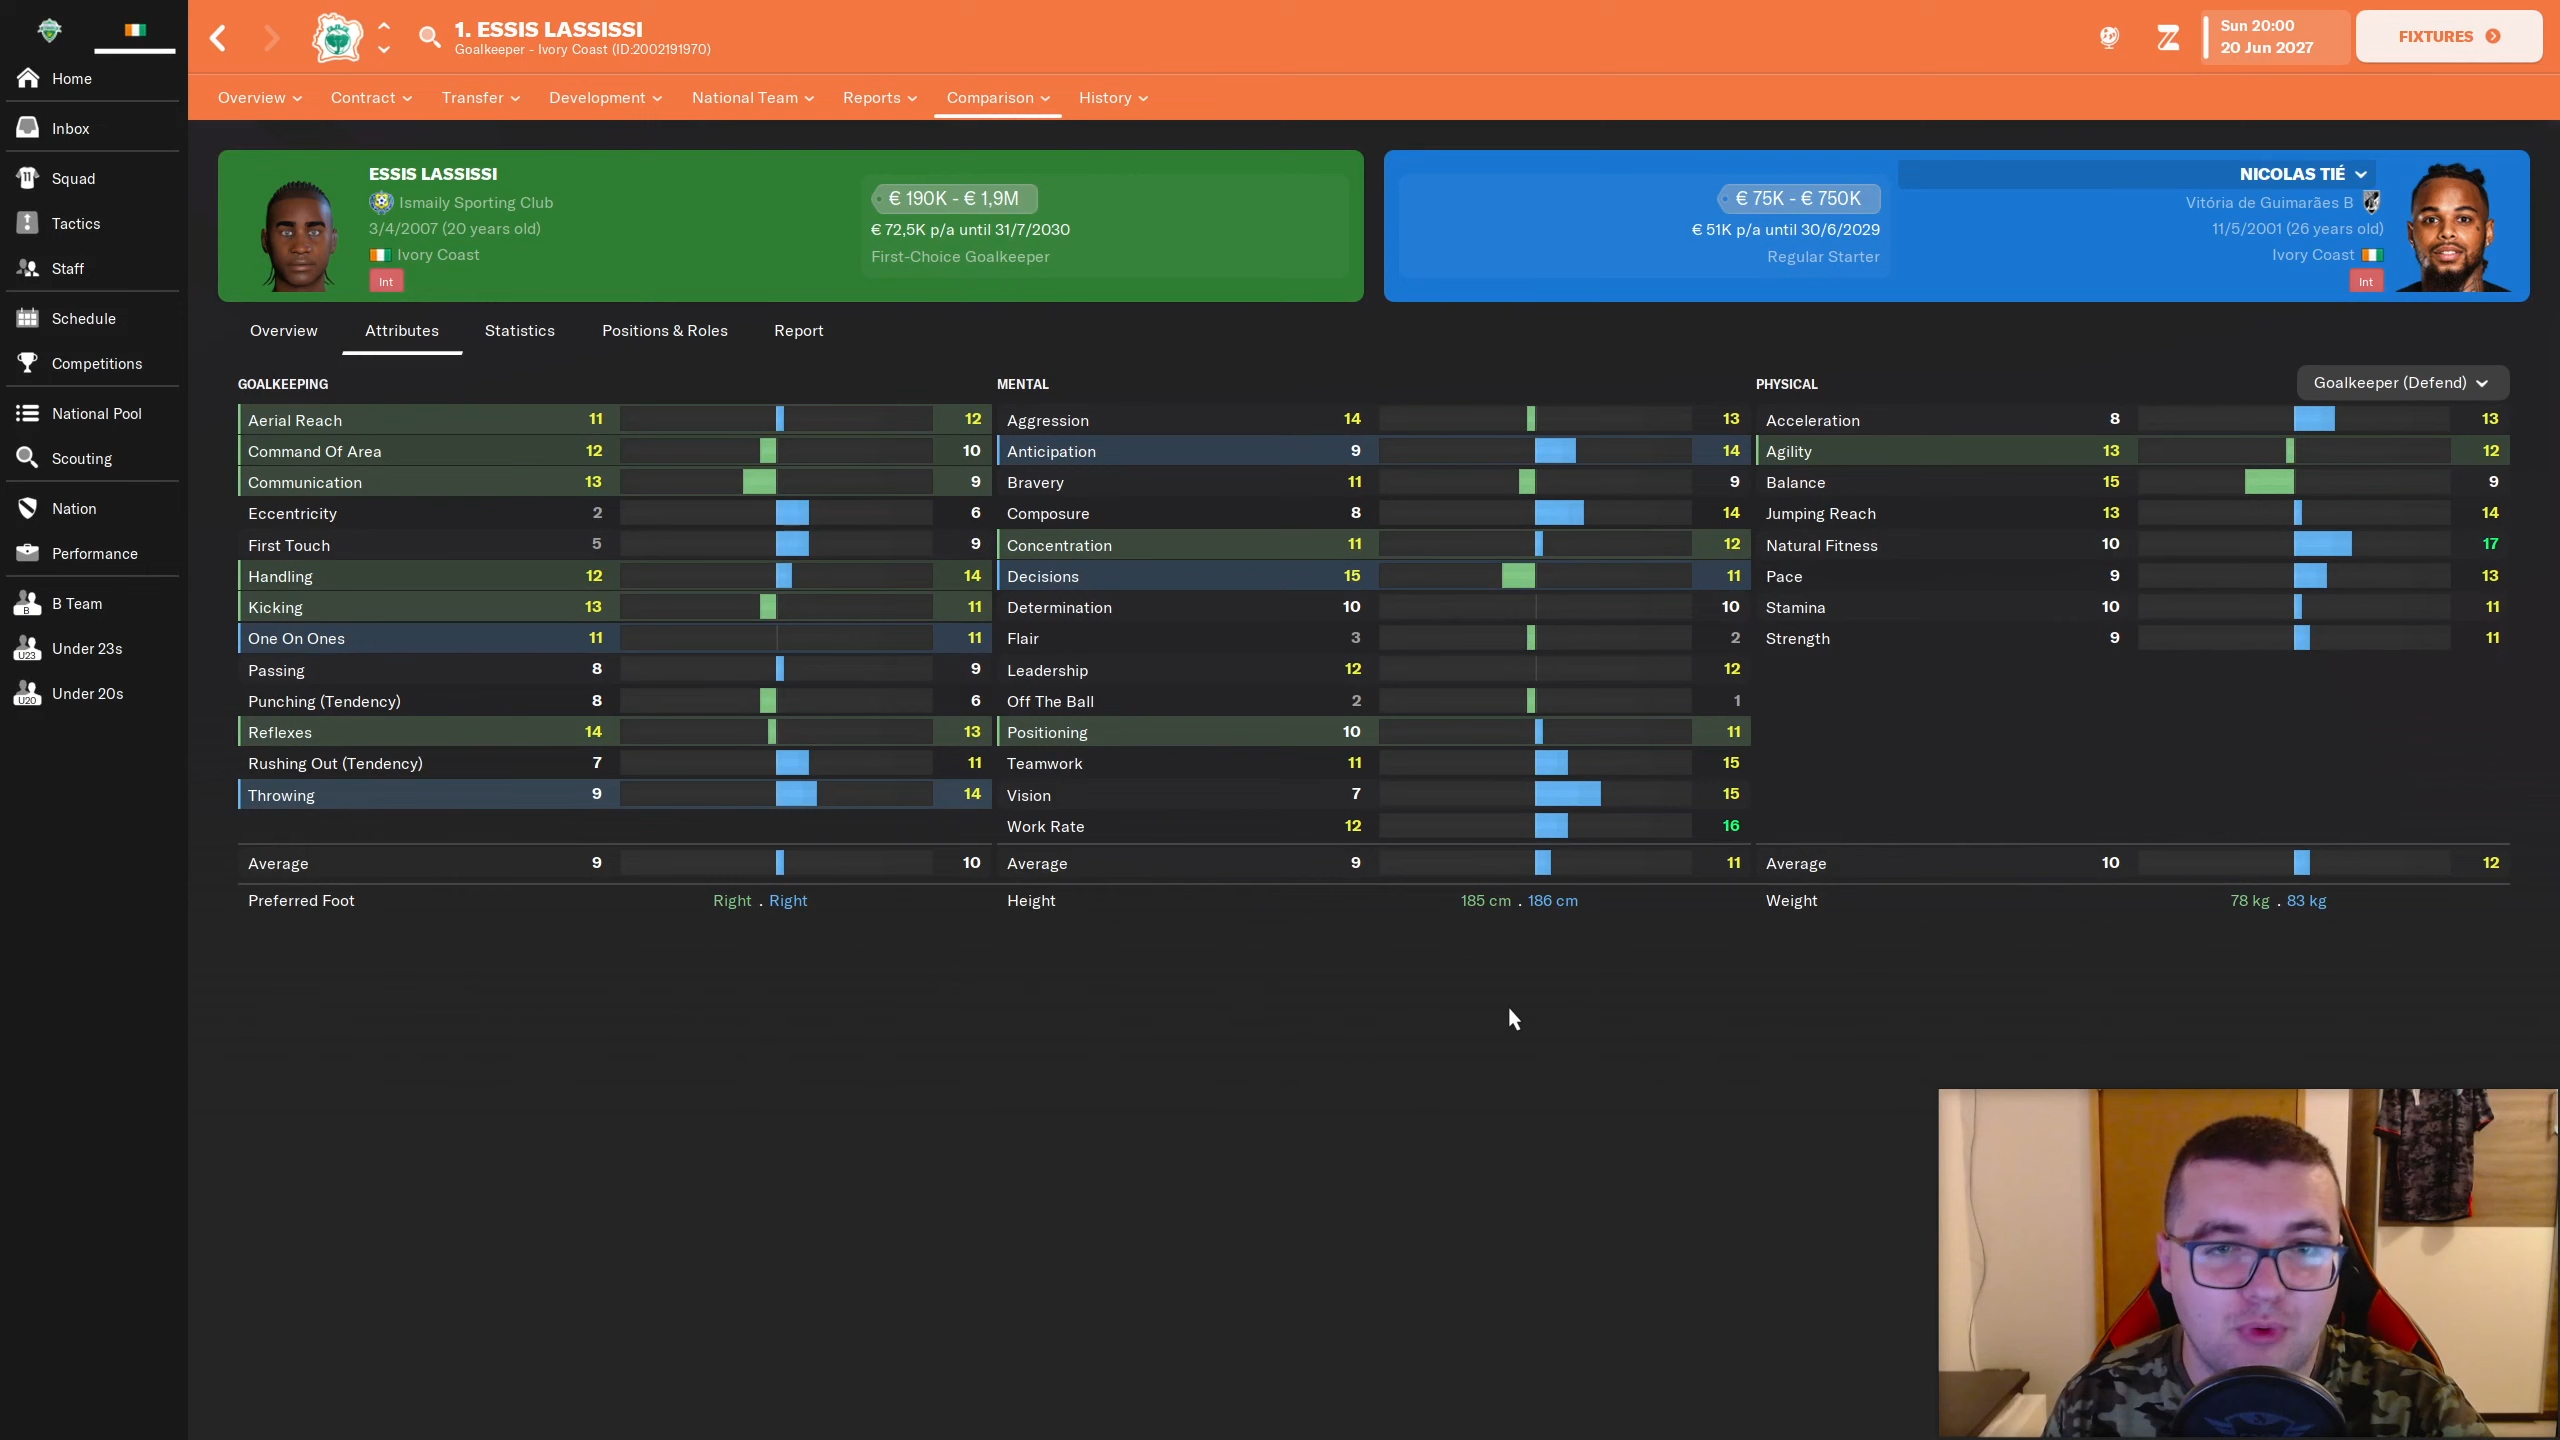 1. ESSIS LASSISSI
Goalkeeper - Ivory Coast (ID:2002191970)
Sun 20:00
20 Jun 2027
FIXTURES
Home
Inbox
Squad
Tactics
Staff
Schedule
Competitions
National Pool
Scouting
Nation
Performance
B
B Team
U23
Under 23s
U20
Under 20s
Overview Contract Transfer Development National Team Reports Comparison History
ESSIS LASSISSI
Ismaily Sporting Club
3/4/2007 (20 years old)
Ivory Coast
Int
€ 190K - € 1,9M
€ 72,5K p/a until 31/7/2030
First-Choice Goalkeeper
€ 75K - € 750K
€ 51K p/a until 30/6/2029
Regular Starter
NICOLAS TIÉ
Vitória de Guimarães B
11/5/2001 (26 years old)
Ivory Coast
Int
Overview Attributes Statistics Positions & Roles Report
GOALKEEPING
Aerial Reach 11 12
Command Of Area 12 10
Communication 13 9
Eccentricity 2 6
First Touch 5 9
Handling 12 14
Kicking 13 11
One On Ones 11 11
Passing 8 9
Punching (Tendency) 8 6
Reflexes 14 13
Rushing Out (Tendency) 7 11
Throwing 9 14
Average 9 10
Preferred Foot Right . Right
MENTAL
Aggression 14 13
Anticipation 9 14
Bravery 11 9
Composure 8 14
Concentration 11 12
Decisions 15 11
Determination 10 10
Flair 3 2
Leadership 12 12
Off The Ball 2 1
Positioning 10 11
Teamwork 11 15
Vision 7 15
Work Rate 12 16
Average 9 11
Height 185 cm . 186 cm
PHYSICAL
Goalkeeper (Defend)
Acceleration 8 13
Agility 13 12
Balance 15 9
Jumping Reach 13 14
Natural Fitness 10 17
Pace 9 13
Stamina 10 11
Strength 9 11
Average 10 12
Weight 78 kg . 83 kg